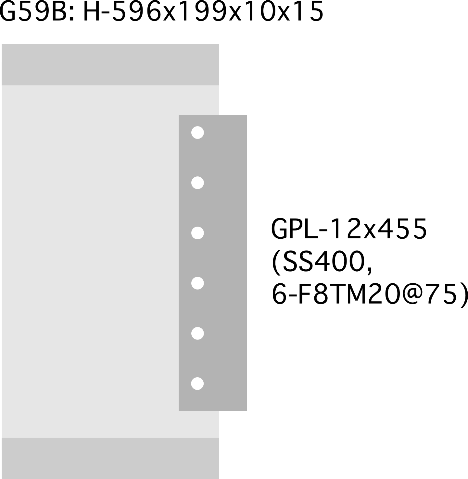 G59B: H-596x199x10x15
GPL-12x455
(SS400,
6-F8TM20@75)